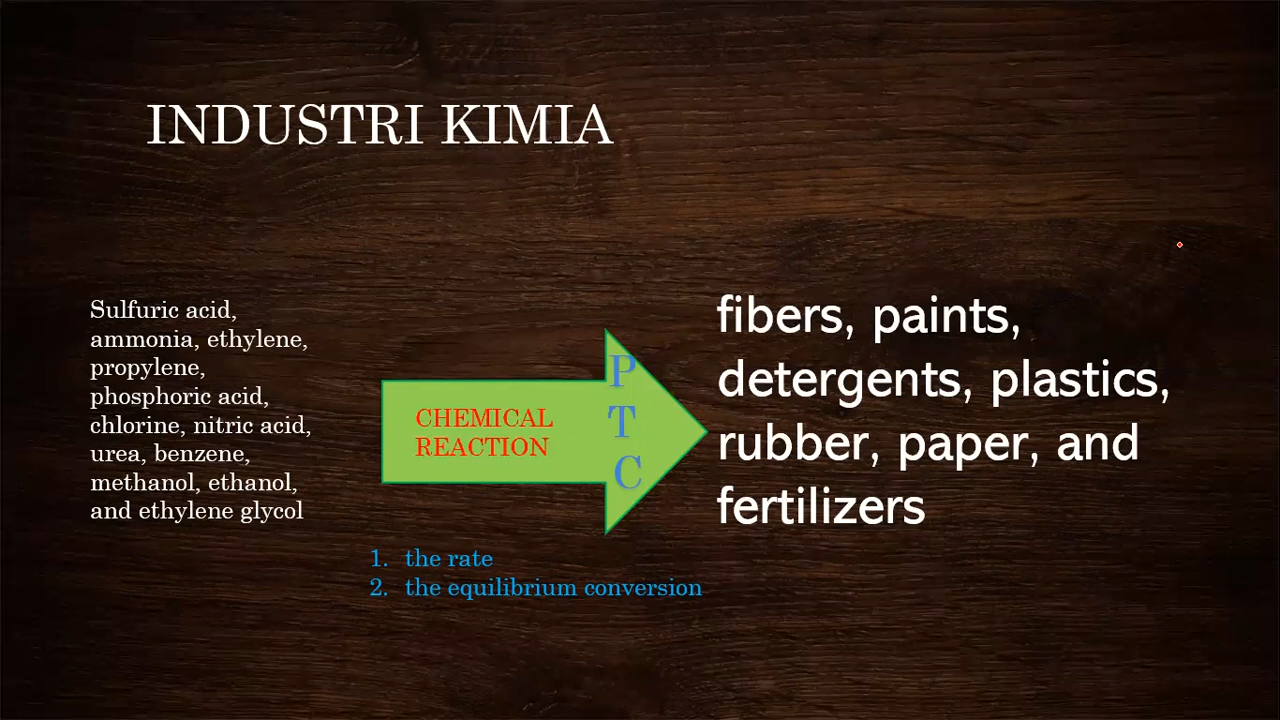 INDUSTRI KIMIA
Sulfuric acid,
ammonia, ethylene,
propylene,
phosphoric acid,
chlorine, nitric acid,
urea, benzene,
methanol, ethanol,
and ethylene glycol
CHEMICAL
REACTION
P
T
C
1. the rate
2. the equilibrium conversion
fibers, paints,
detergents, plastics,
rubber, paper, and
fertilizers